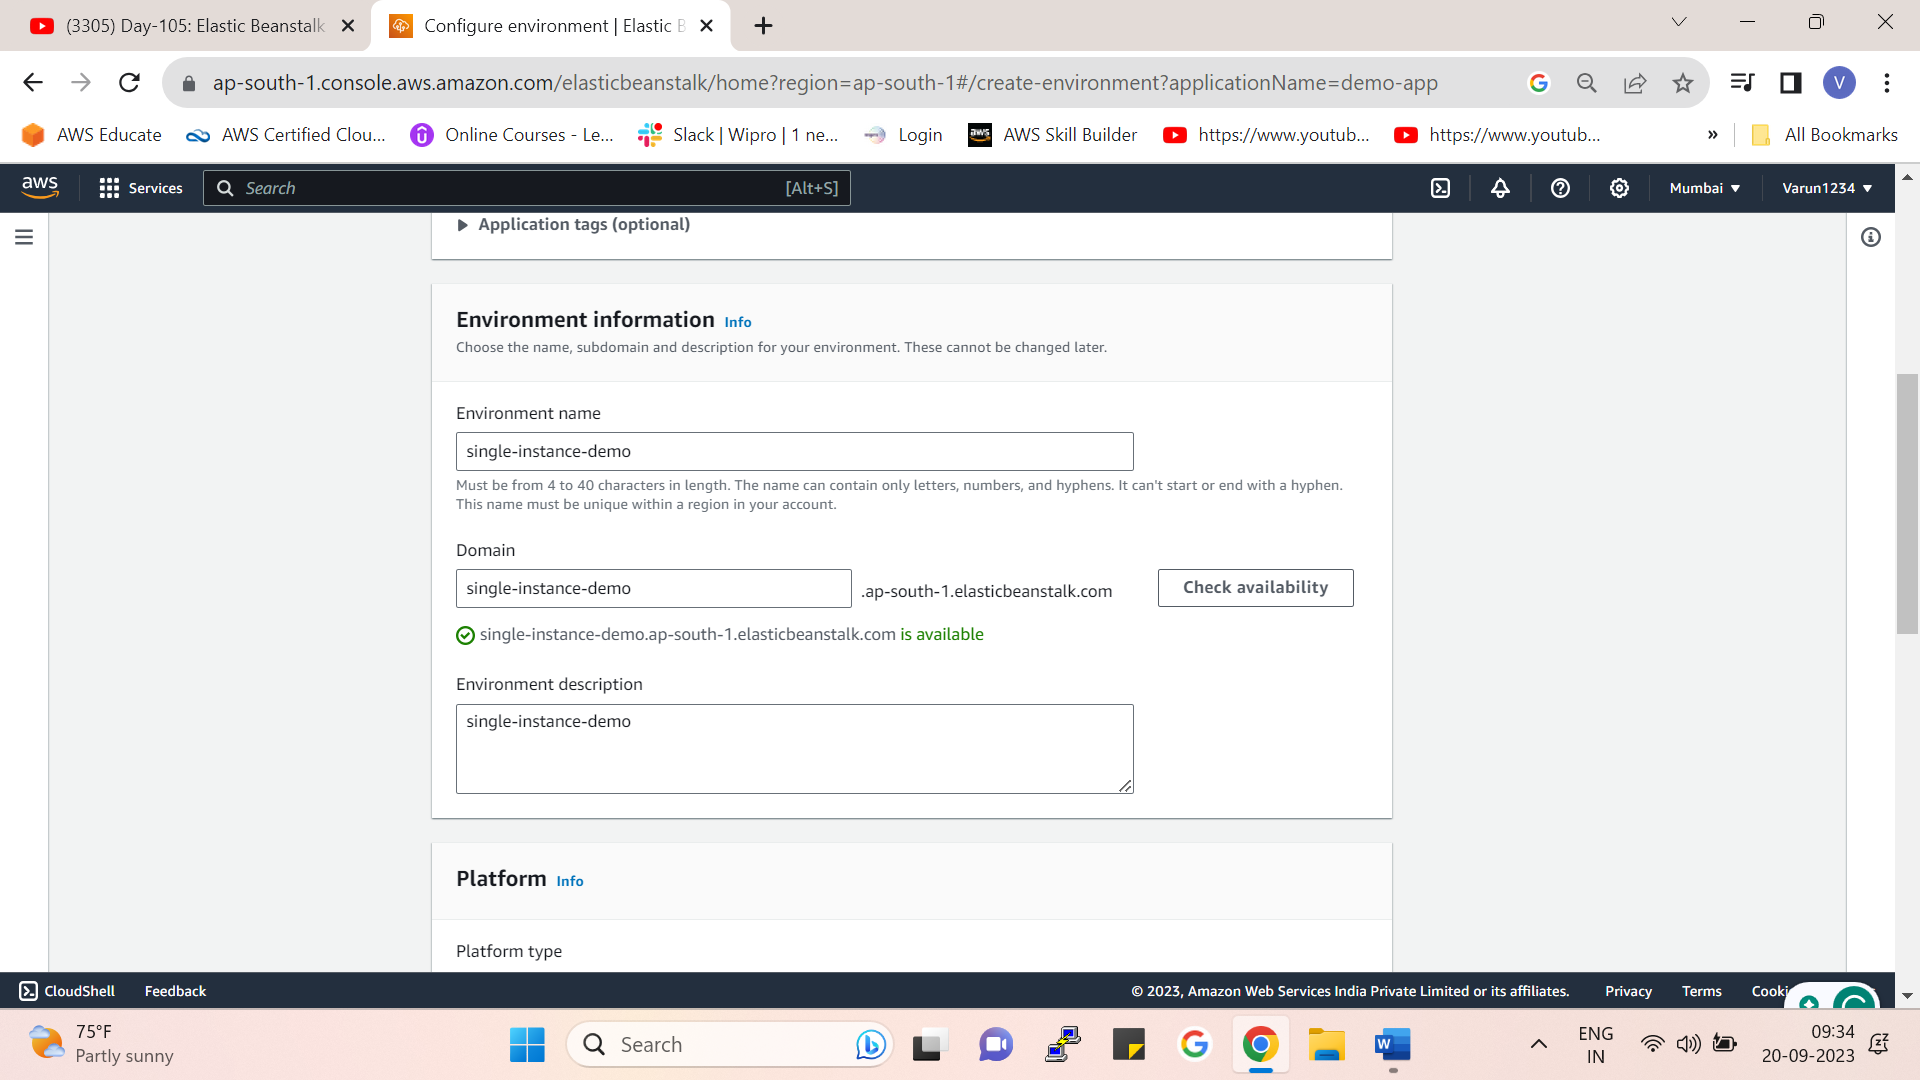 (3305) Day-105: Elastic Beanstalk
Configure environment | Elastic B
ap-south-1.console.aws.amazon.com/elasticbeanstalk/home?region=ap-south-1#/create-environment?applicationName=demo-app
V
AWS Educate
AWS Certified Clou...
Online Courses - Le...
Slack | Wipro | 1 ne...
Login
AWS Skill Builder
https://www.youtub...
https://www.youtub...
»
All Bookmarks
aws
Services
Search
[Alt+S]
Mumbai
Varun1234
Application tags (optional)
Environment information Info
Choose the name, subdomain and description for your environment. These cannot be changed later.
Environment name
single-instance-demo
Must be from 4 to 40 characters in length. The name can contain only letters, numbers, and hyphens. It can't start or end with a hyphen.
This name must be unique within a region in your account.
Domain
single-instance-demo
.ap-south-1.elasticbeanstalk.com
Check availability
single-instance-demo.ap-south-1.elasticbeanstalk.com is available
Environment description
single-instance-demo
Platform Info
Platform type
CloudShell
Feedback
© 2023, Amazon Web Services India Private Limited or its affiliates.
Privacy
Terms
75°F
Partly sunny
Search
ENG
IN
09:34
20-09-2023